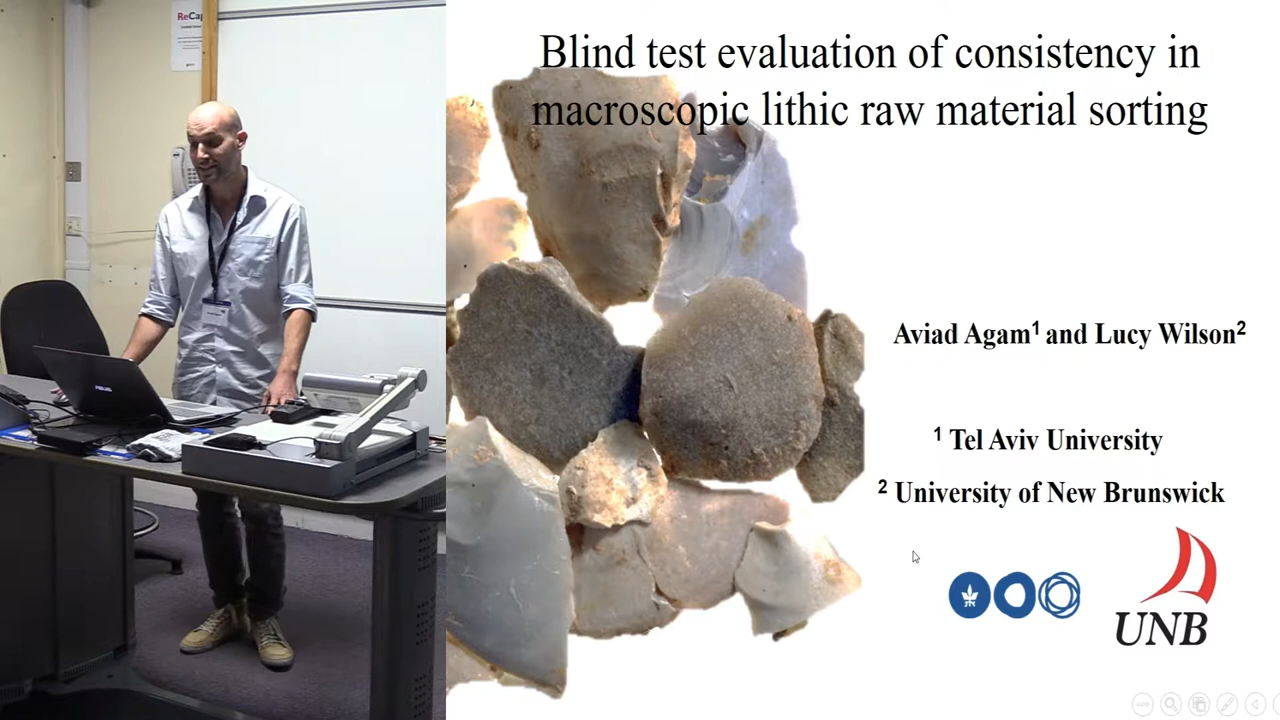 ReCap
Blind test evaluation of consistency in
macroscopic lithic raw material sorting
Aviad Agam¹ and Lucy Wilson²
¹ Tel Aviv University
² University of New Brunswick
UNB